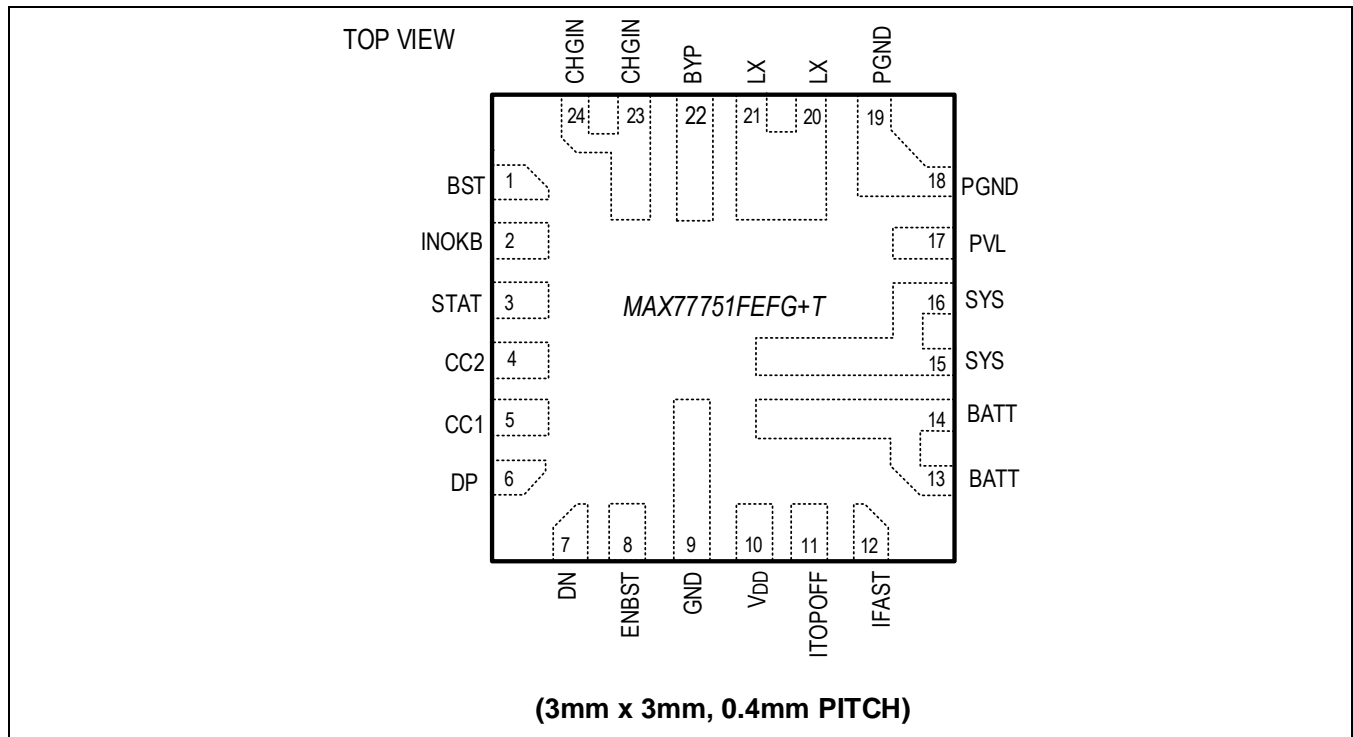 TOP VIEW
CHGIN
CHGIN
BYP
LX
LX
PGND
24
23
22
21
20
19
BST
1
INOKB
2
STAT
3
CC2
4
CC1
5
DP
6
MAX77751FEFG+T
18
PGND
17
PVL
16
SYS
15
SYS
14
BATT
13
BATT
7
8
9
10
11
12
DN
ENBST
GND
VDD
ITOPOFF
IFAST
(3mm x 3mm, 0.4mm PITCH)